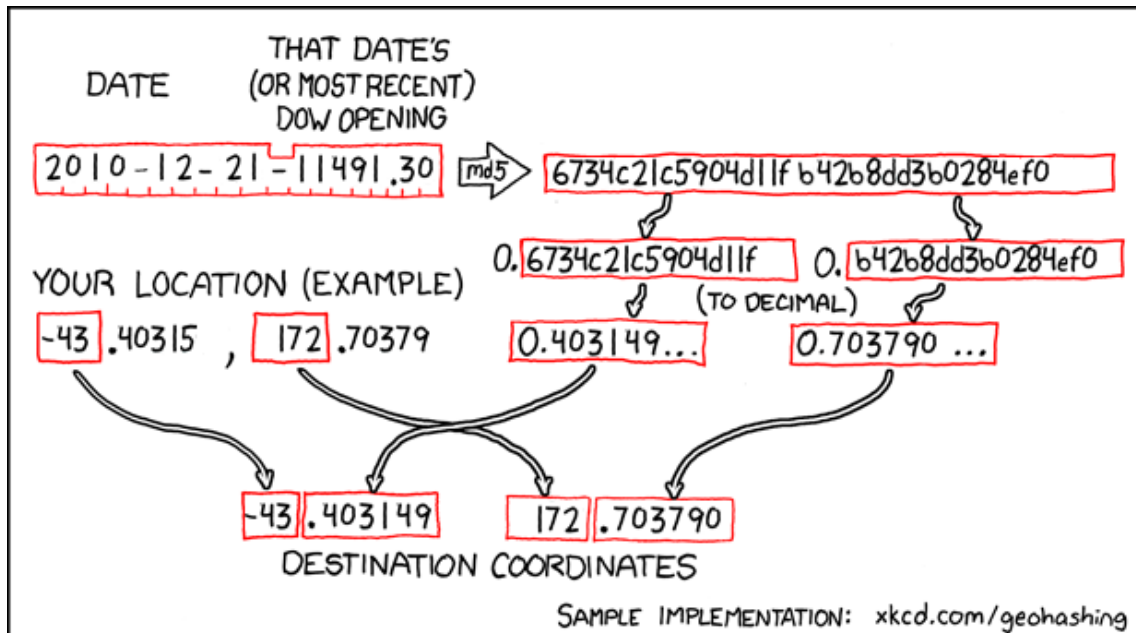 DATE
THAT DATE'S
(OR MOST RECENT)
DOW OPENING
2010-12-21-11491.30
md5
6734c21c5904d11fb42b8dd3b0284ef0
0.6734c21c5904d11f
0.b42b8dd3b0284ef0
(TO DECIMAL)
YOUR LOCATION (EXAMPLE)
-43.40315, 172.70379
0.403149...
0.703790...
-43.403149
172.703790
DESTINATION COORDINATES
SAMPLE IMPLEMENTATION: xkcd.com/geohashing